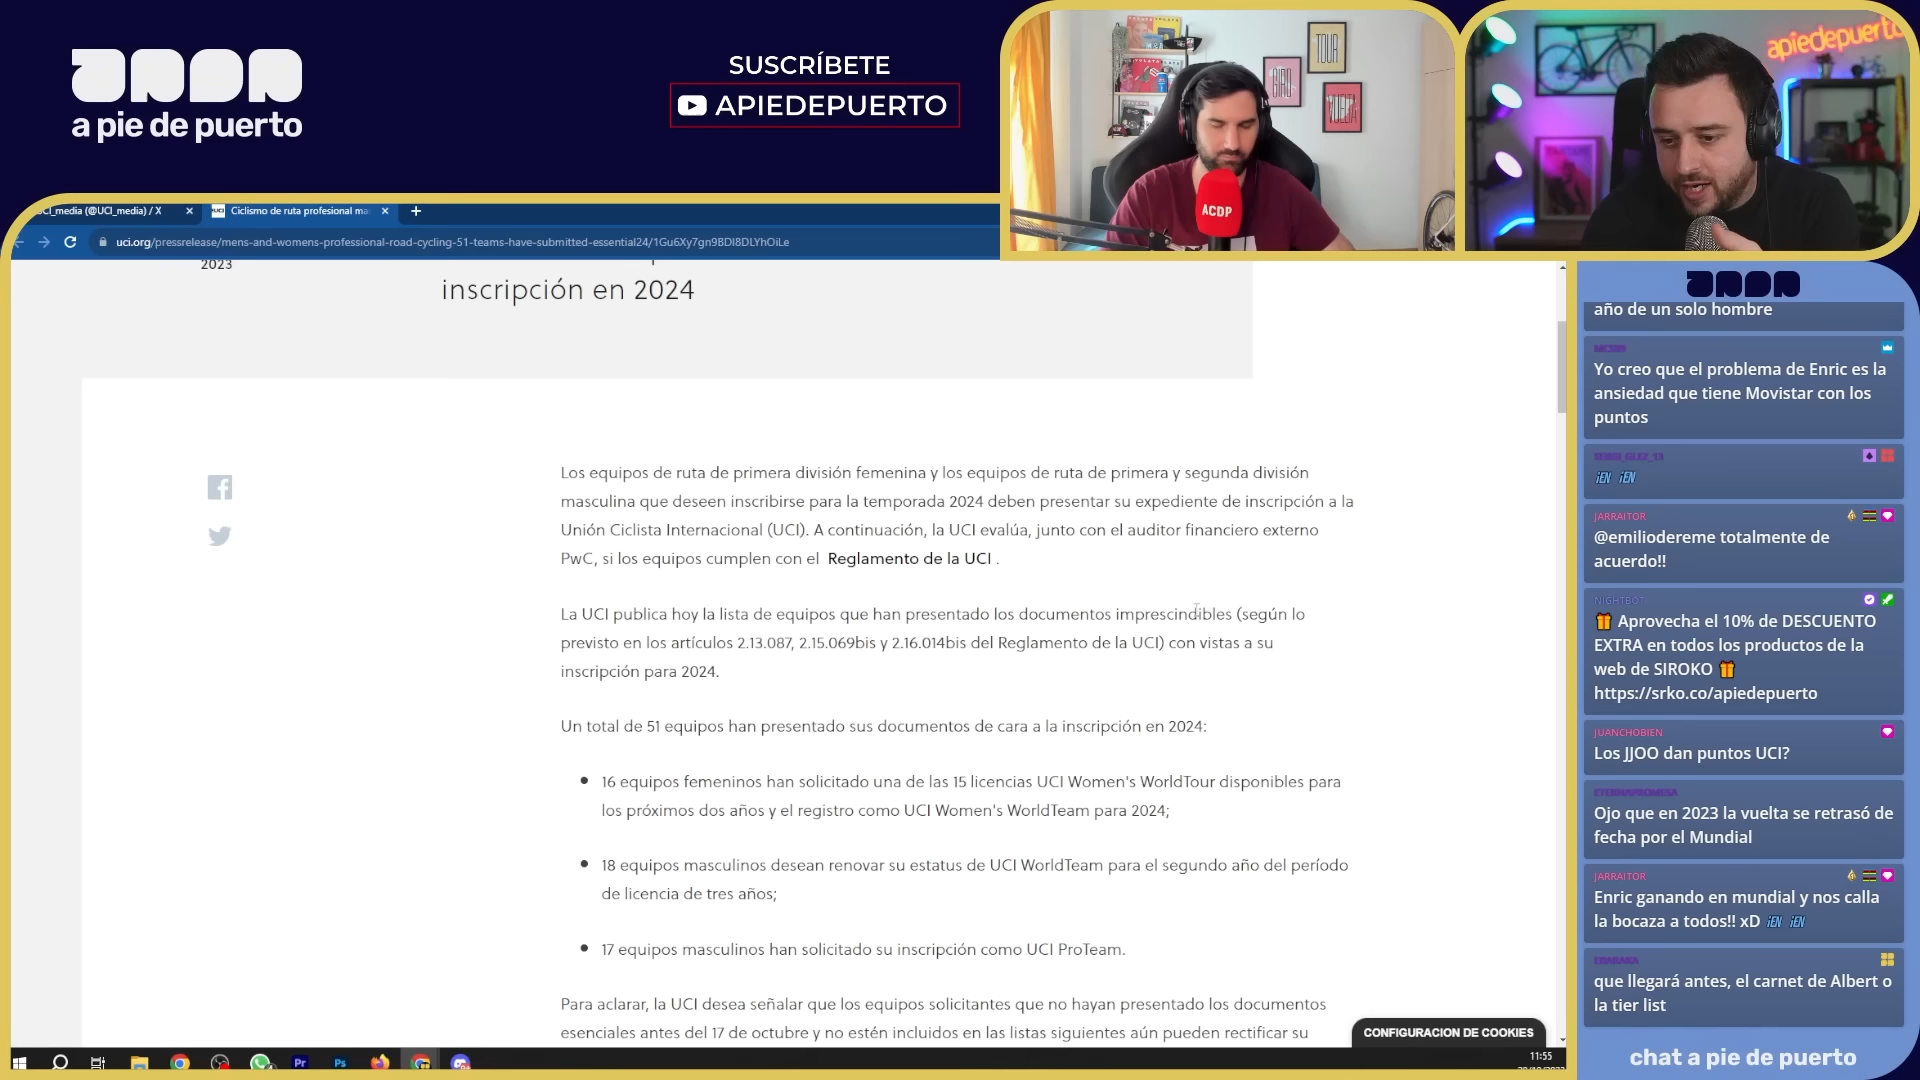 a pie de puerto
SUSCRÍBETE
APIEDEPUERTO
TOUR
GIRO
VUELTA
ACDP
apiedepuerto
UCI_media (@UCI_media) / X
Ciclismo de ruta profesional ma
uci.org/pressrelease/mens-and-womens-professional-road-cycling-51-teams-have-submitted-essential24/1Gu6Xy7gn9BDI8DLYhOiLe
2023
inscripción en 2024
Los equipos de ruta de primera división femenina y los equipos de ruta de primera y segunda división
masculina que deseen inscribirse para la temporada 2024 deben presentar su expediente de inscripción a la
Unión Ciclista Internacional (UCI). A continuación, la UCI evalúa, junto con el auditor financiero externo
PwC, si los equipos cumplen con el Reglamento de la UCI .
La UCI publica hoy la lista de equipos que han presentado los documentos imprescindibles (según lo
previsto en los artículos 2.13.087, 2.15.069bis y 2.16.014bis del Reglamento de la UCI) con vistas a su
inscripción para 2024.
Un total de 51 equipos han presentado sus documentos de cara a la inscripción en 2024:
16 equipos femeninos han solicitado una de las 15 licencias UCI Women's WorldTour disponibles para
los próximos dos años y el registro como UCI Women's WorldTeam para 2024;
18 equipos masculinos desean renovar su estatus de UCI WorldTeam para el segundo año del período
de licencia de tres años;
17 equipos masculinos han solicitado su inscripción como UCI ProTeam.
Para aclarar, la UCI desea señalar que los equipos solicitantes que no hayan presentado los documentos
esenciales antes del 17 de octubre y no estén incluidos en las listas siguientes aún pueden rectificar su
CONFIGURACION DE COOKIES
Pr
Ps
11:55
año de un solo hombre
Yo creo que el problema de Enric es la
ansiedad que tiene Movistar con los
puntos
¡EN ¡EN
JARRAITOR
@emiliodereme totalmente de
acuerdo!!
NIGHTBOT
Aprovecha el 10% de DESCUENTO
EXTRA en todos los productos de la
web de SIROKO
https://srko.co/apiedepuerto
JUANCHOBIEN
Los JJOO dan puntos UCI?
ETERNAPROMESA
Ojo que en 2023 la vuelta se retrasó de
fecha por el Mundial
JARRAITOR
Enric ganando en mundial y nos calla
la bocaza a todos!! xD ¡EN ¡EN
que llegará antes, el carnet de Albert o
la tier list
chat a pie de puerto